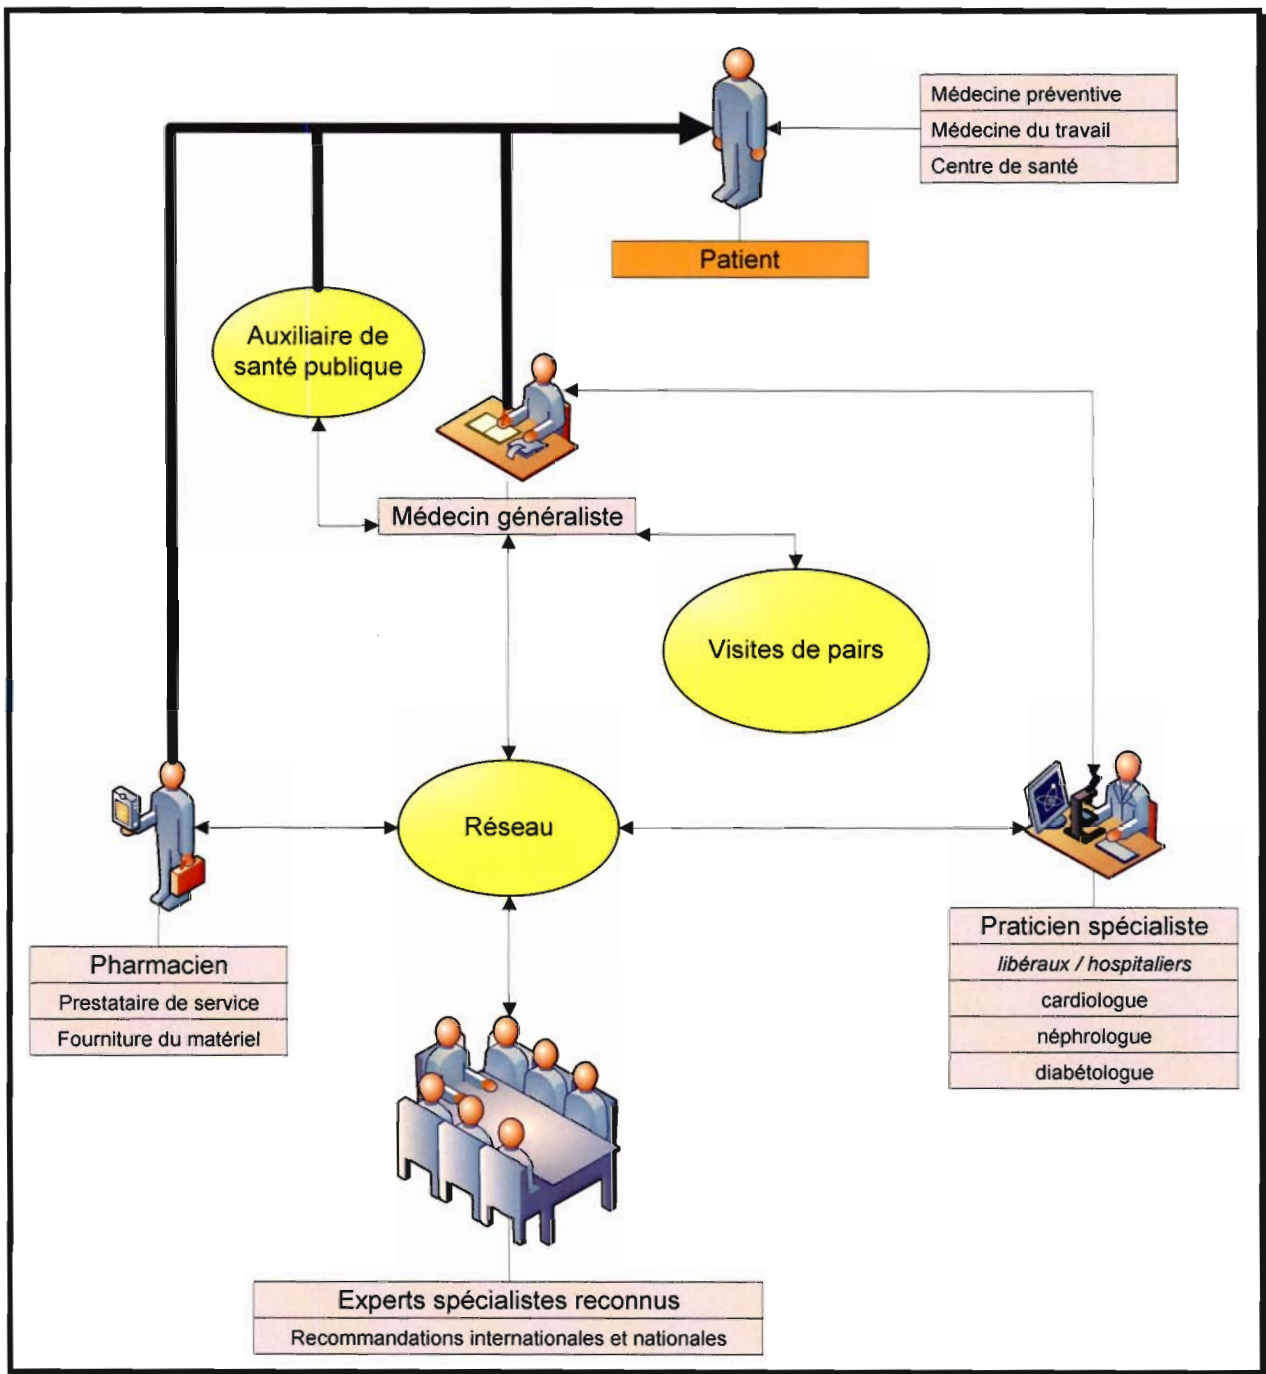 Médecine préventive
Médecine du travail
Centre de santé
Patient
Auxiliaire de
santé publique
Médecin généraliste
Visites de pairs
Réseau
Pharmacien
Prestataire de service
Fourniture du matériel
Praticien spécialiste
libéraux / hospitaliers
cardiologue
néphrologue
diabétologue
Experts spécialistes reconnus
Recommandations internationales et nationales